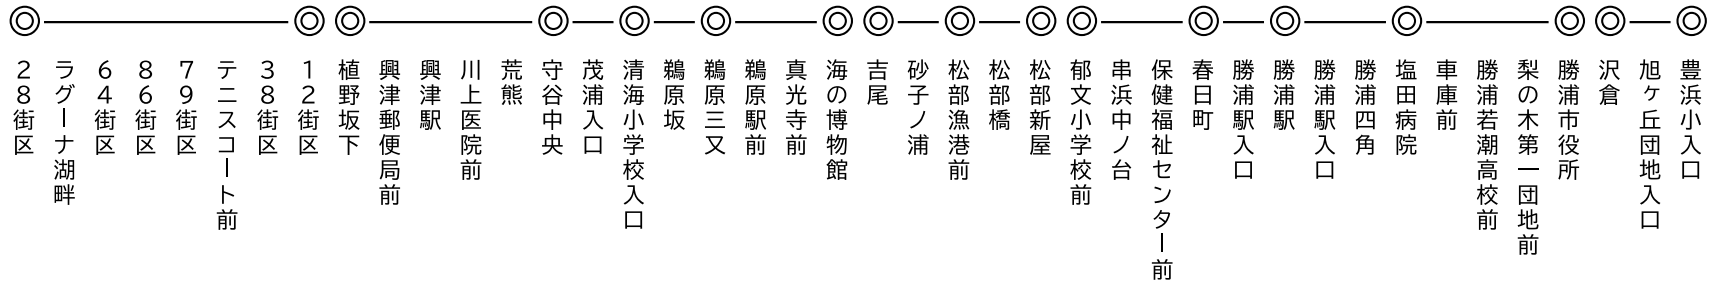 28街区
ラグーナ湖畔
64街区
86街区
79街区
テニスコート前
38街区
12街区
植野坂下
興津郵便局前
興津駅
川上医院前
荒熊
守谷中央
茂浦入口
清海小学校入口
鵜原坂
鵜原三又
鵜原駅前
真光寺前
海の博物館
吉尾
砂子ノ浦
松部漁港前
松部橋
松部新屋
郁文小学校前
串浜中ノ台
保健福祉センター前
春日町
勝浦駅入口
勝浦駅
勝浦駅入口
勝浦四角
塩田病院
車庫前
勝浦若潮高校前
梨の木第一団地前
勝浦市役所
沢倉
旭ヶ丘団地入口
豊浜小入口